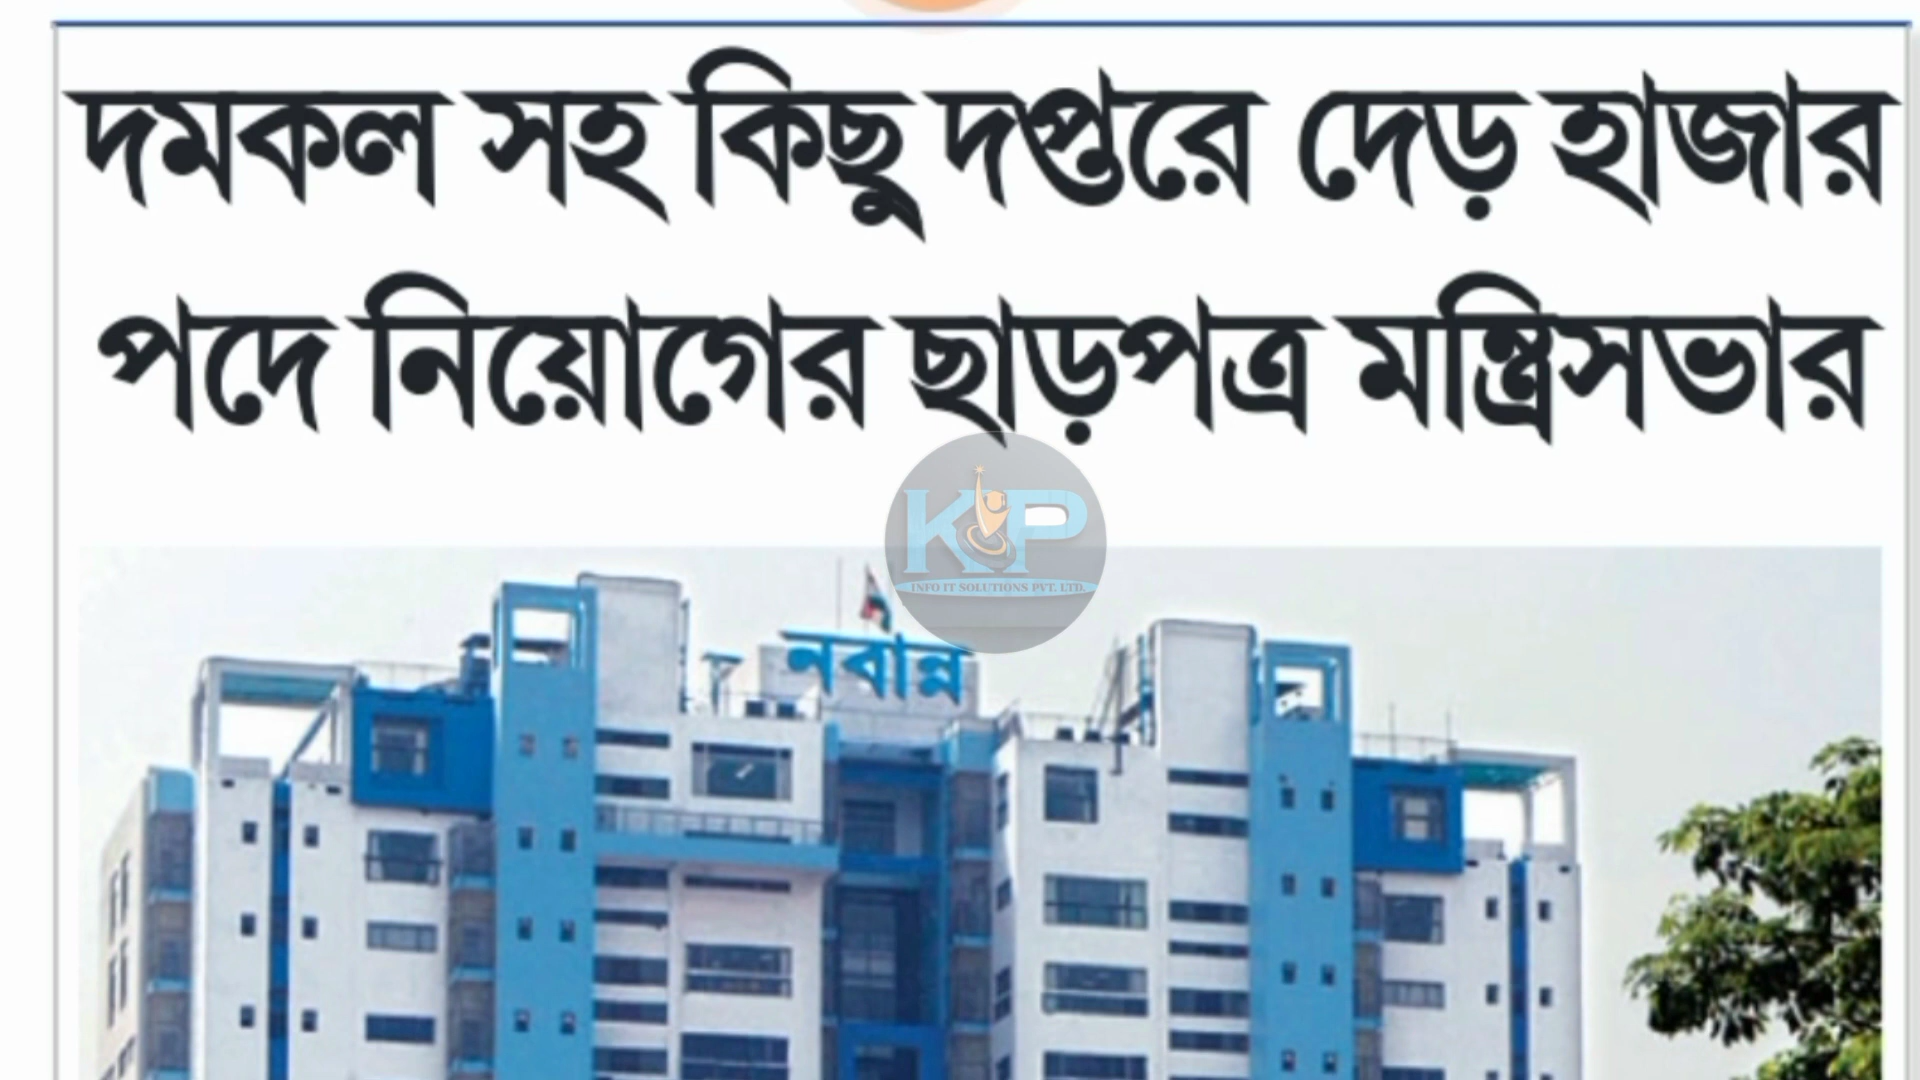 দমকল সহ কিছু দপ্তরে দেড় হাজার
পদে নিয়োগের ছাড়পত্র মন্ত্রিসভার
KP
INFO IT SOLUTIONS PVT. LTD.
নবান্ন